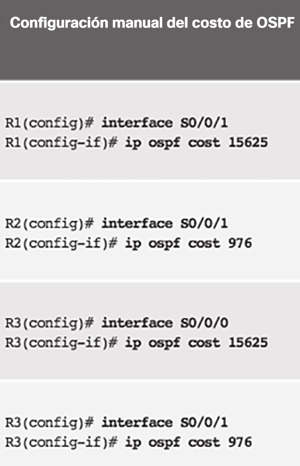 Configuración manual del costo de OSPF
R1(config)# interface S0/0/1
R1(config-if)# ip ospf cost 15625
R2(config)# interface S0/0/1
R2(config-if)# ip ospf cost 976
R3(config)# interface S0/0/0
R3(config-if)# ip ospf cost 15625
R3(config)# interface S0/0/1
R3(config-if)# ip ospf cost 976